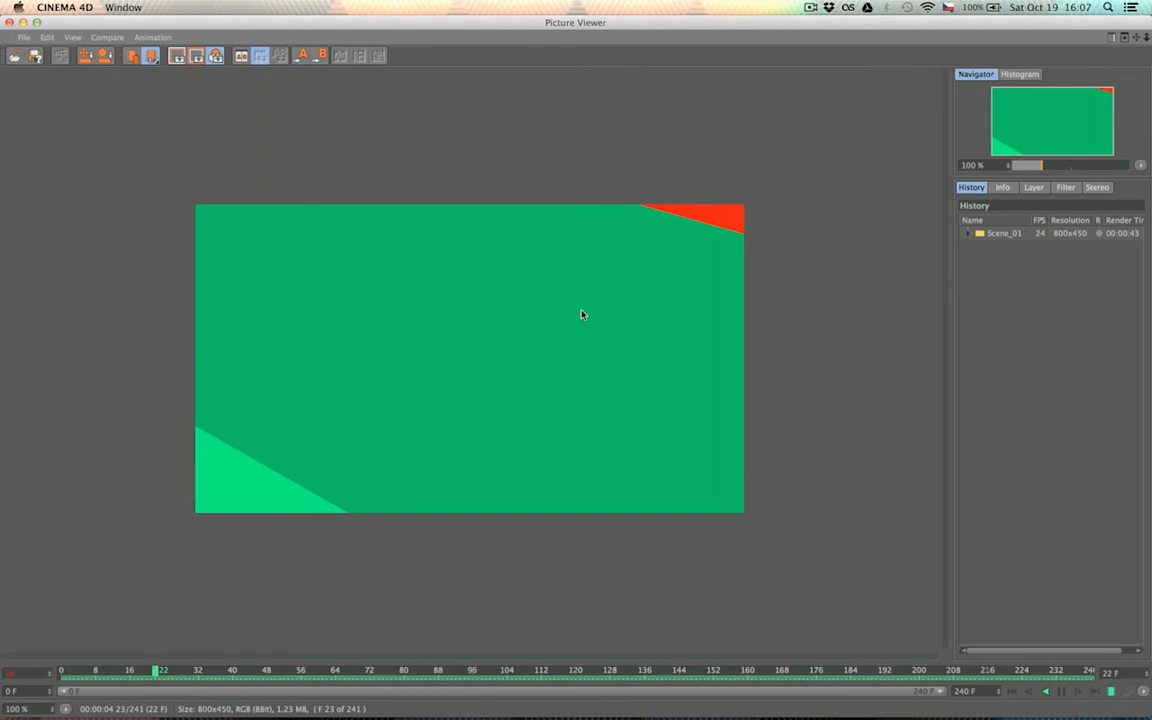 CINEMA 4D Window 100% Sat Oct 19 16:07
Picture Viewer
File Edit View Compare Animation
A B
Navigator Histogram
100 %
History Info Layer Filter Stereo
History
Name FPS Resolution R Render Tir
Scene_01 24 800x450 00:00:43
0 8 16 22 32 40 48 56 64 72 80 88 96 104 112 120 128 136 144 152 160 168 176 184 192 200 208 216 224 232 24
22 F
0 F 0 F 240 F 240 F
100 % 00:00:04 23/241 (22 F) Size: 800x450, RGB (8Bit), 1.23 MB, ( F 23 of 241 )